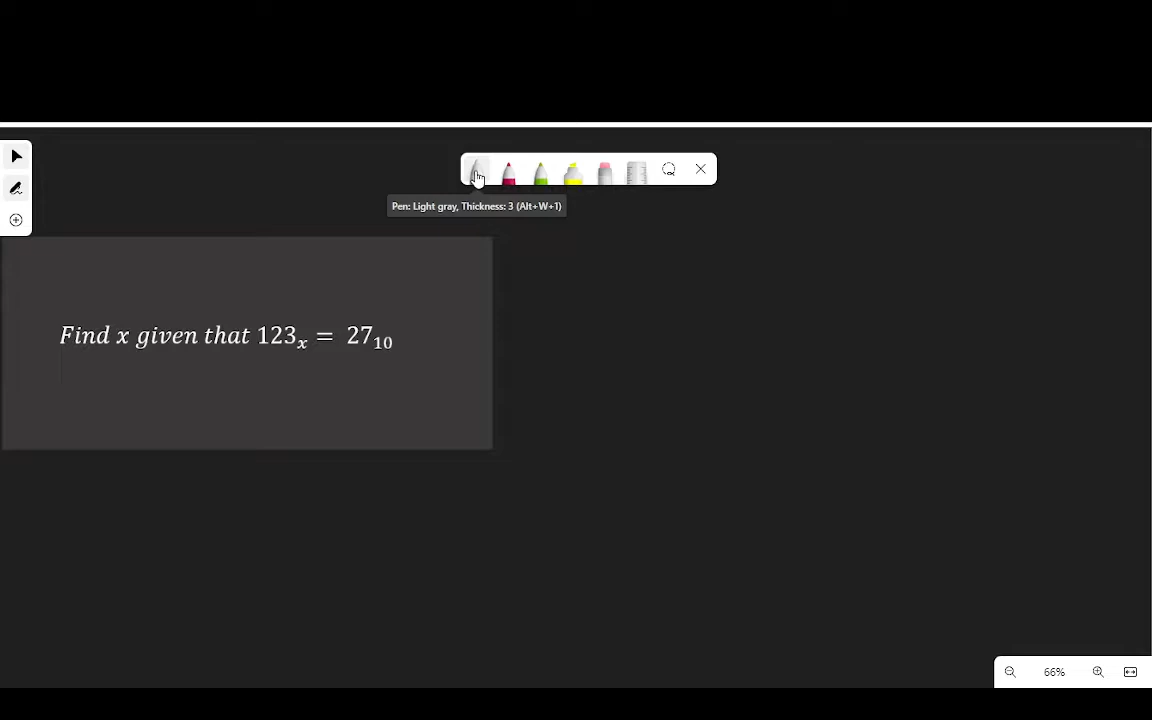 Pen: Light gray, Thickness: 3 (Alt+W+1)
Find x given that 123ₓ = 27₁₀
66%